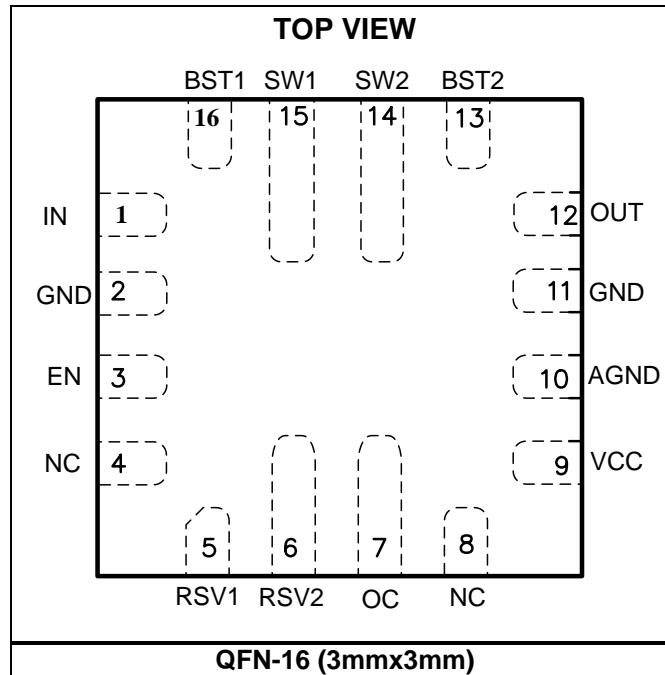 TOP VIEW
BST1 SW1 SW2 BST2
16 15 14 13
IN 1 12 OUT
GND 2 11 GND
EN 3 10 AGND
NC 4 9 VCC
5 6 7 8
RSV1 RSV2 OC NC
QFN-16 (3mmx3mm)